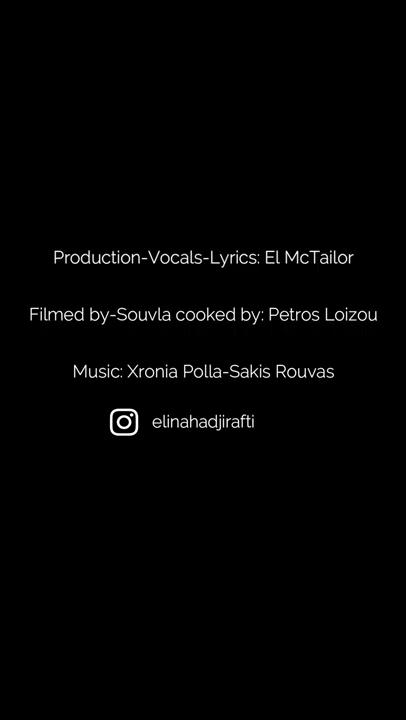 Production-Vocals-Lyrics: El McTailor
Filmed by-Souvla cooked by: Petros Loizou
Music: Xronia Polla-Sakis Rouvas
elinahadjirafti